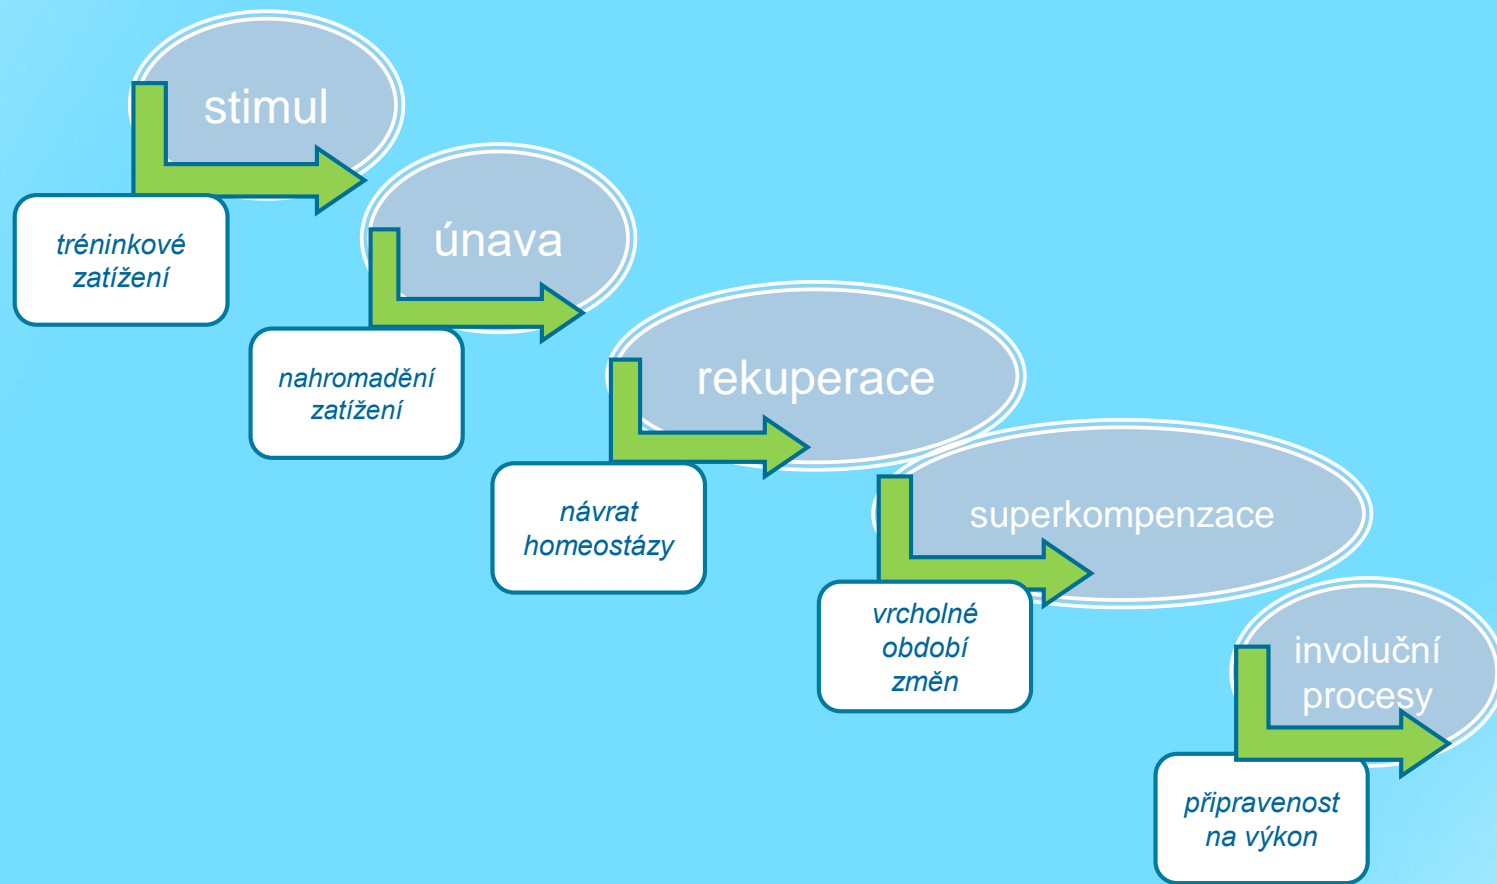 stimul
tréninkové
zatížení
únava
nahromadění
zatížení
rekuperace
návrat
homeostázy
superkompenzace
vrcholné
období
změn
involuční
procesy
připravenost
na výkon